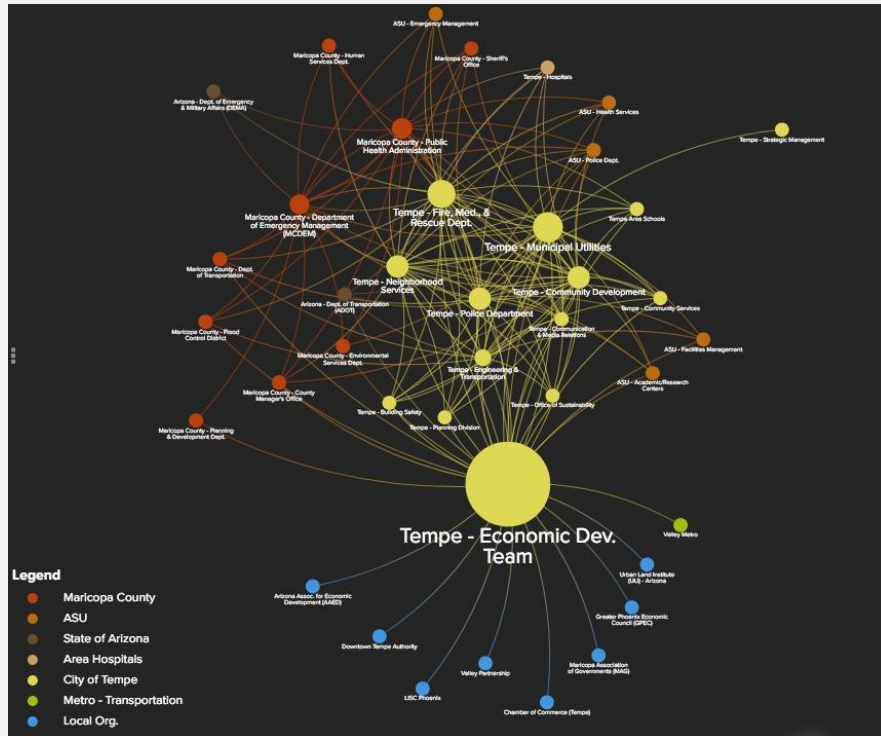 ASU - Emergency Management
Maricopa County - Human
Services Dept.
Maricopa County - Sheriff's
Office
Tempe - Hospitals
Arizona - Dept. of Emergency
& Military Affairs (DEMA)
ASU - Health Services
Maricopa County - Public
Health Administration
Tempe - Strategic Management
ASU - Police Dept.
Maricopa County - Department
of Emergency Management
(MCDEM)
Tempe - Fire, Med., &
Rescue Dept.
Tempe Area Schools
Tempe - Municipal Utilities
Maricopa County - Dept.
of Transportation
Tempe - Neighborhood
Services
Tempe - Community Development
Arizona - Dept. of Transportation
(ADOT)
Tempe - Police Department
Tempe - Community Services
Maricopa County - Flood
Control District
Tempe - Communication
& Media Relations
Maricopa County - Environmental
Services Dept.
ASU - Facilities Management
Tempe - Engineering &
Transportation
Maricopa County - County
Manager's Office
ASU - Academic/Research
Centers
Tempe - Building Safety
Tempe - Office of Sustainability
Tempe - Planning Division
Maricopa County - Planning
& Development Dept.
Tempe - Economic Dev.
Team
Valley Metro
Urban Land Institute
(ULI) - Arizona
Arizona Assoc. for Economic
Development (AAED)
Greater Phoenix Economic
Council (GPEC)
Downtown Tempe Authority
Maricopa Association
of Governments (MAG)
Valley Partnership
LISC Phoenix
Chamber of Commerce (Tempe)
Legend
Maricopa County
ASU
State of Arizona
Area Hospitals
City of Tempe
Metro - Transportation
Local Org.